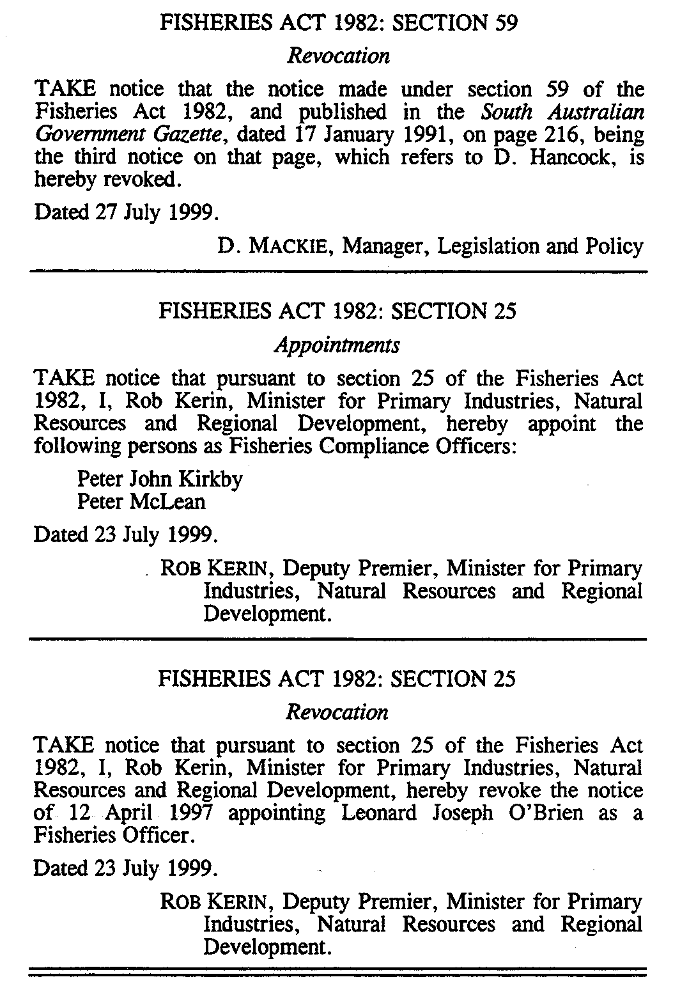 FISHERIES ACT 1982: SECTION 59
Revocation
TAKE notice that the notice made under section 59 of the
Fisheries Act 1982, and published in the South Australian
Government Gazette, dated 17 January 1991, on page 216, being
the third notice on that page, which refers to D. Hancock, is
hereby revoked.
Dated 27 July 1999.
D. MACKIE, Manager, Legislation and Policy
FISHERIES ACT 1982: SECTION 25
Appointments
TAKE notice that pursuant to section 25 of the Fisheries Act
1982, I, Rob Kerin, Minister for Primary Industries, Natural
Resources and Regional Development, hereby appoint the
following persons as Fisheries Compliance Officers:
Peter John Kirkby
Peter McLean
Dated 23 July 1999.
ROB KERIN, Deputy Premier, Minister for Primary
Industries, Natural Resources and Regional
Development.
FISHERIES ACT 1982: SECTION 25
Revocation
TAKE notice that pursuant to section 25 of the Fisheries Act
1982, I, Rob Kerin, Minister for Primary Industries, Natural
Resources and Regional Development, hereby revoke the notice
of 12 April 1997 appointing Leonard Joseph O'Brien as a
Fisheries Officer.
Dated 23 July 1999.
ROB KERIN, Deputy Premier, Minister for Primary
Industries, Natural Resources and Regional
Development.